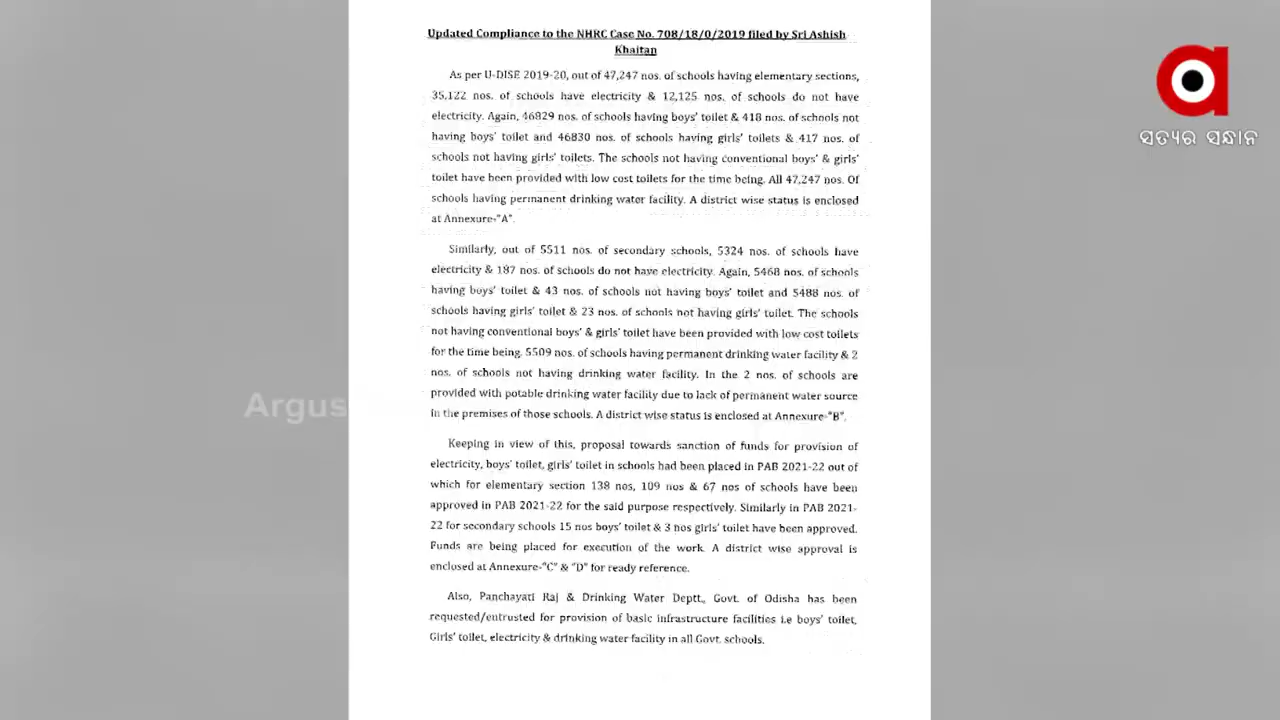 Updated Compliance to the NHRC Case No. 708/18/0/2019 filed by Sri Ashish
Khaitan
As per U-DISE 2019-20, out of 47,247 nos. of schools having elementary sections,
35,122 nos. of schools have electricity & 12,125 nos. of schools do not have
electricity. Again, 46829 nos. of schools having boys' toilet & 418 nos. of schools not
having boys' toilet and 46830 nos. of schools having girls' toilets & 417 nos. of
schools not having girls' toilets. The schools not having conventional boys' & girls'
toilet have been provided with low cost toilets for the time being. All 47,247 nos. Of
schools having permanent drinking water facility. A district wise status is enclosed
at Annexure-"A".
Similarly, out of 5511 nos. of secondary schools, 5324 nos. of schools have
electricity & 187 nos. of schools do not have electricity. Again, 5468 nos. of schools
having boys' toilet & 43 nos. of schools not having boys' toilet and 5488 nos. of
schools having girls' toilet & 23 nos. of schools not having girls' toilet. The schools
not having conventional boys' & girls' toilet have been provided with low cost toilets
for the time being. 5509 nos. of schools having permanent drinking water facility & 2
nos. of schools not having drinking water facility. In the 2 nos. of schools are
provided with potable drinking water facility due to lack of permanent water source
in the premises of those schools. A district wise status is enclosed at Annexure-"B".
Keeping in view of this, proposal towards sanction of funds for provision of
electricity, boys' toilet, girls' toilet in schools had been placed in PAB 2021-22 out of
which for elementary section 138 nos, 109 nos & 67 nos of schools have been
approved in PAB 2021-22 for the said purpose respectively. Similarly in PAB 2021-
22 for secondary schools 15 nos boys' toilet & 3 nos girls' toilet have been approved.
Funds are being placed for execution of the work. A district wise approval is
enclosed at Annexure-"C" & "D" for ready reference.
Also, Panchayati Raj & Drinking Water Deptt., Govt. of Odisha has been
requested/entrusted for provision of basic infrastructure facilities i.e boys' toilet,
Girls' toilet, electricity & drinking water facility in all Govt. schools.
ସତ୍ୟର ସନ୍ଧାନ
Argus